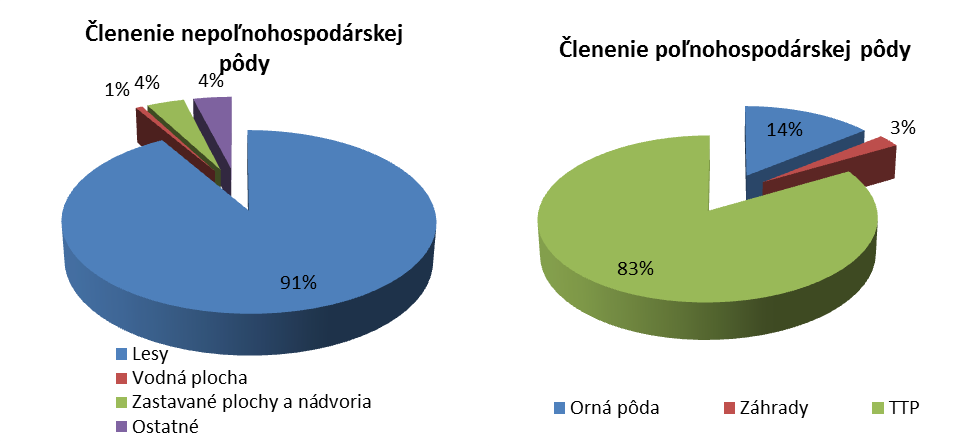 Členenie nepoľnohospodárskej
pôdy
1%
4%
4%
91%
Lesy
Vodná plocha
Zastavané plochy a nádvoria
Ostatné
Členenie poľnohospodárskej pôdy
14%
3%
83%
Orná pôda
Záhrady
TTP